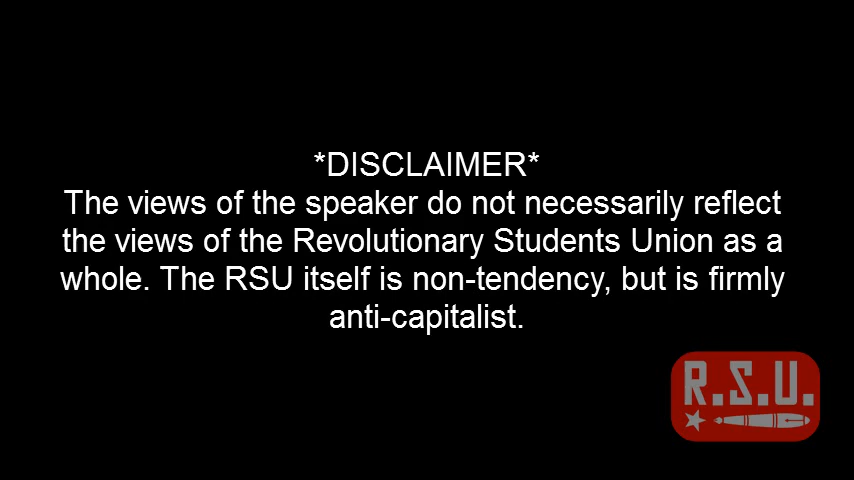 *DISCLAIMER*
The views of the speaker do not necessarily reflect
the views of the Revolutionary Students Union as a
whole. The RSU itself is non-tendency, but is firmly
anti-capitalist.
R.S.U.